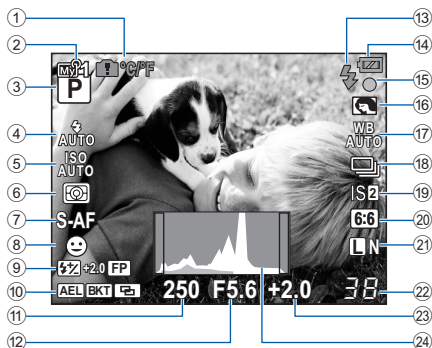 ① ⑬
② My1 °C/°F ⑭
③ P ⑮
⑯
④ AUTO WB AUTO ⑰
⑤ ISO AUTO ⑱
⑥ IS2 ⑲
⑦ S-AF 6:6 ⑳
⑧ L N ㉑
⑨ +2.0 FP
⑩ AEL BKT 250 F5.6 +2.0 38 ㉒
⑪ ㉓
⑫ ㉔